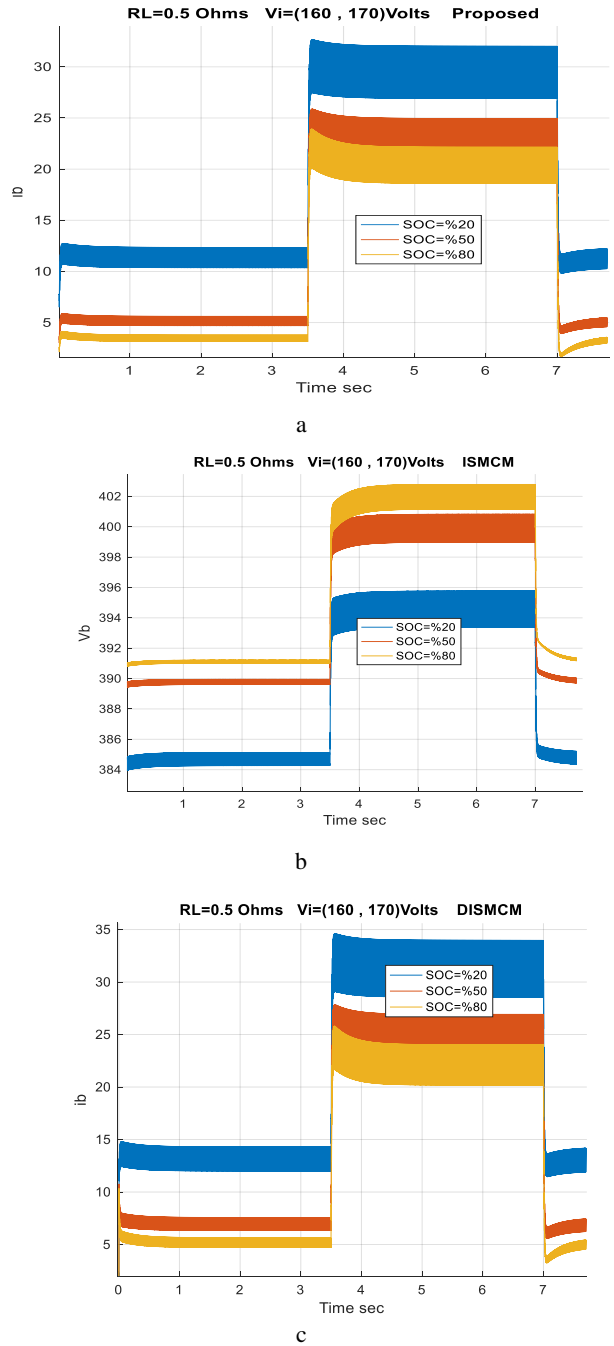 RL=0.5 Ohms Vi=(160 , 170)Volts Proposed
30
25
20
15
10
5
ib
SOC=%20
SOC=%50
SOC=%80
1 2 3 4 5 6 7
Time sec
a
RL=0.5 Ohms Vi=(160 , 170)Volts ISMCM
402
400
398
396
394
392
390
388
386
384
Vb
SOC=%20
SOC=%50
SOC=%80
1 2 3 4 5 6 7
Time sec
b
RL=0.5 Ohms Vi=(160 , 170)Volts DISMCM
35
30
25
20
15
10
5
ib
SOC=%20
SOC=%50
SOC=%80
0 1 2 3 4 5 6 7
Time sec
c